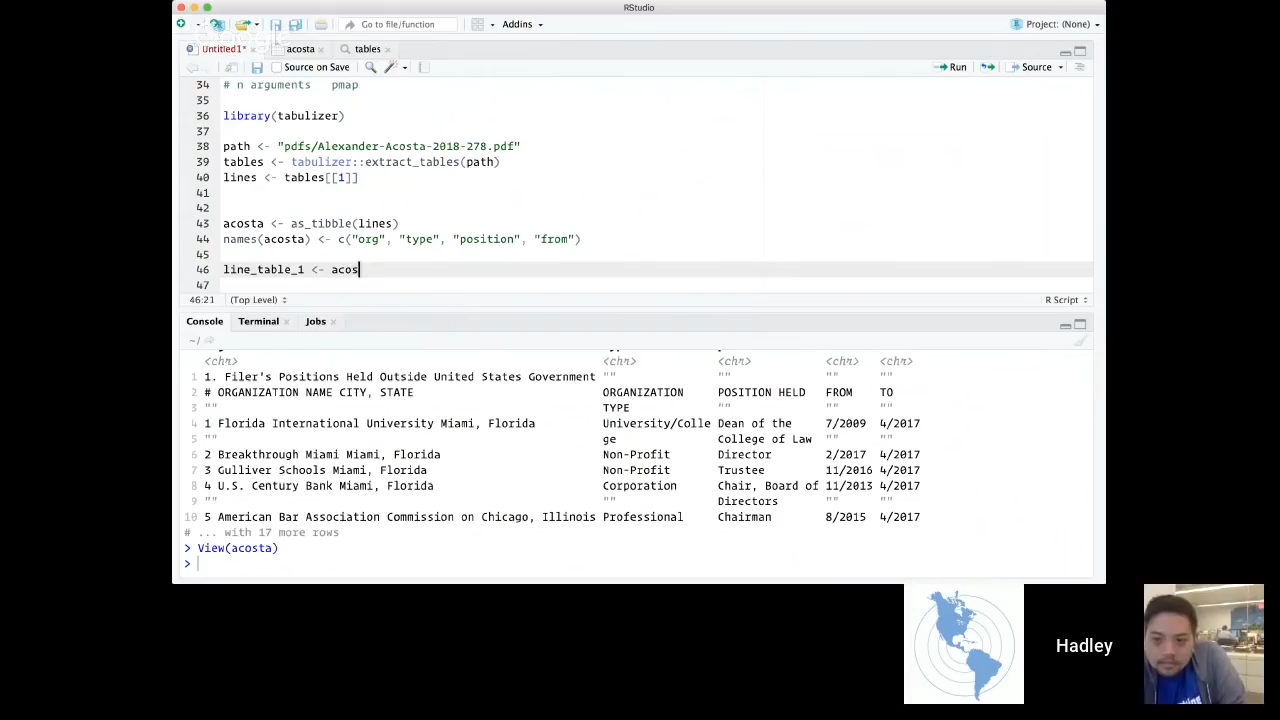 RStudio
Go to file/function
Addins
Project: (None)
Untitled1*
acosta
tables
Source on Save
Run
Source
34 # n arguments pmap
35
36 library(tabulizer)
37
38 path <- "pdfs/Alexander-Acosta-2018-278.pdf"
39 tables <- tabulizer::extract_tables(path)
40 lines <- tables[[1]]
41
42
43 acosta <- as_tibble(lines)
44 names(acosta) <- c("org", "type", "position", "from")
45
46 line_table_1 <- acos
47
46:21 (Top Level) R Script
Console Terminal Jobs
~/
<chr> <chr> <chr> <chr> <chr>
1 1. Filer's Positions Held Outside United States Government "" "" "" ""
2 # ORGANIZATION NAME CITY, STATE ORGANIZATION POSITION HELD FROM TO
3 "" TYPE "" "" ""
4 1 Florida International University Miami, Florida University/Colle Dean of the 7/2009 4/2017
5 "" ge College of Law "" ""
6 2 Breakthrough Miami Miami, Florida Non-Profit Director 2/2017 4/2017
7 3 Gulliver Schools Miami, Florida Non-Profit Trustee 11/2016 4/2017
8 4 U.S. Century Bank Miami, Florida Corporation Chair, Board of 11/2013 4/2017
9 "" "" Directors "" ""
10 5 American Bar Association Commission on Chicago, Illinois Professional Chairman 8/2015 4/2017
# ... with 17 more rows
> View(acosta)
>
Hadley